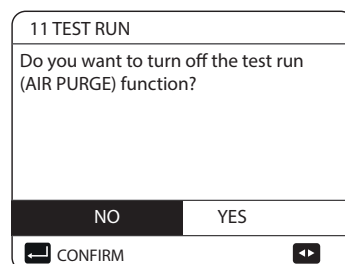 11 TEST RUN
Do you want to turn off the test run
(AIR PURGE) function?
NO YES
CONFIRM